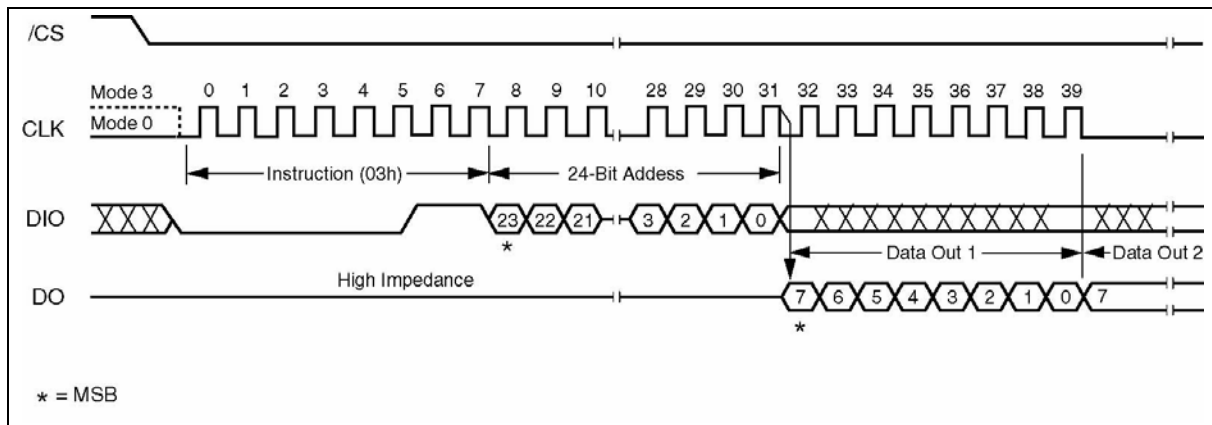 /CS
Mode 3
0 1 2 3 4 5 6 7 8 9 10 28 29 30 31 32 33 34 35 36 37 38 39
CLK
Mode 0
Instruction (03h)
24-Bit Addess
DIO
23 22 21 3 2 1 0
*
Data Out 1
Data Out 2
High Impedance
DO
7 6 5 4 3 2 1 0 7
*
* = MSB